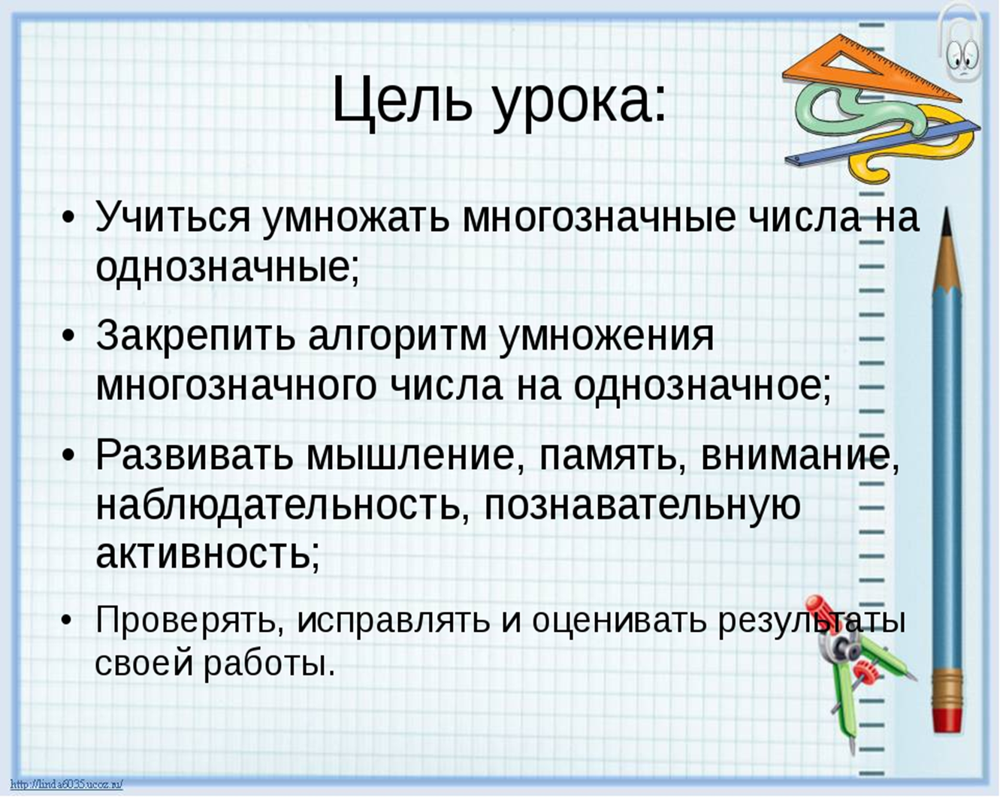 Цель урока:
• Учиться умножать многозначные числа на
однозначные;
• Закрепить алгоритм умножения
многозначного числа на однозначное;
• Развивать мышление, память, внимание,
наблюдательность, познавательную
активность;
• Проверять, исправлять и оценивать результаты
своей работы.
http://linda6035.ucoz.ru/